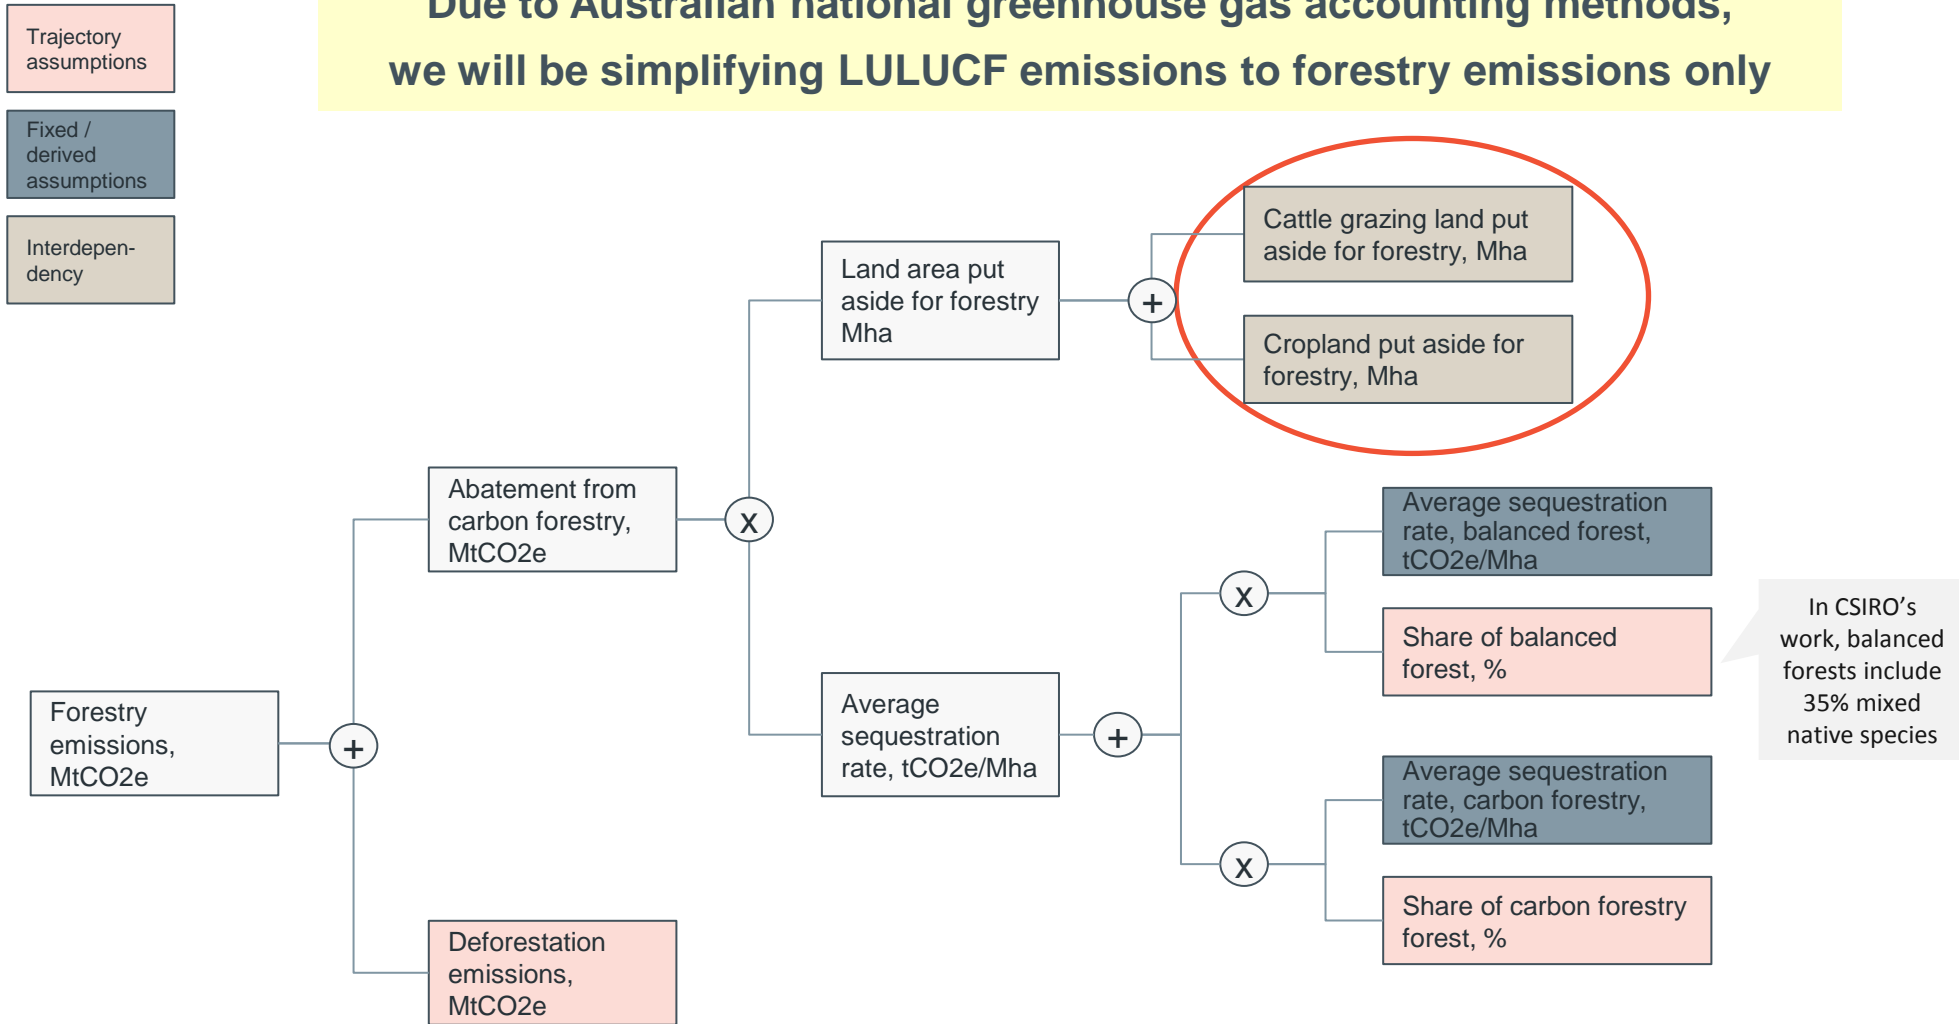 Due to Australian national greenhouse gas accounting methods,
we will be simplifying LULUCF emissions to forestry emissions only
Trajectory
assumptions
Fixed /
derived
assumptions
Interdepen-
dency
Cattle grazing land put
aside for forestry, Mha
Land area put
aside for forestry
Mha
+
Cropland put aside for
forestry, Mha
Abatement from
carbon forestry,
MtCO2e
x
Average sequestration
rate, balanced forest,
tCO2e/Mha
x
Share of balanced
forest, %
In CSIRO's
work, balanced
forests include
35% mixed
native species
Forestry
emissions,
MtCO2e
+
Average
sequestration
rate, tCO2e/Mha
+
Average sequestration
rate, carbon forestry,
tCO2e/Mha
x
Share of carbon forestry
forest, %
Deforestation
emissions,
MtCO2e